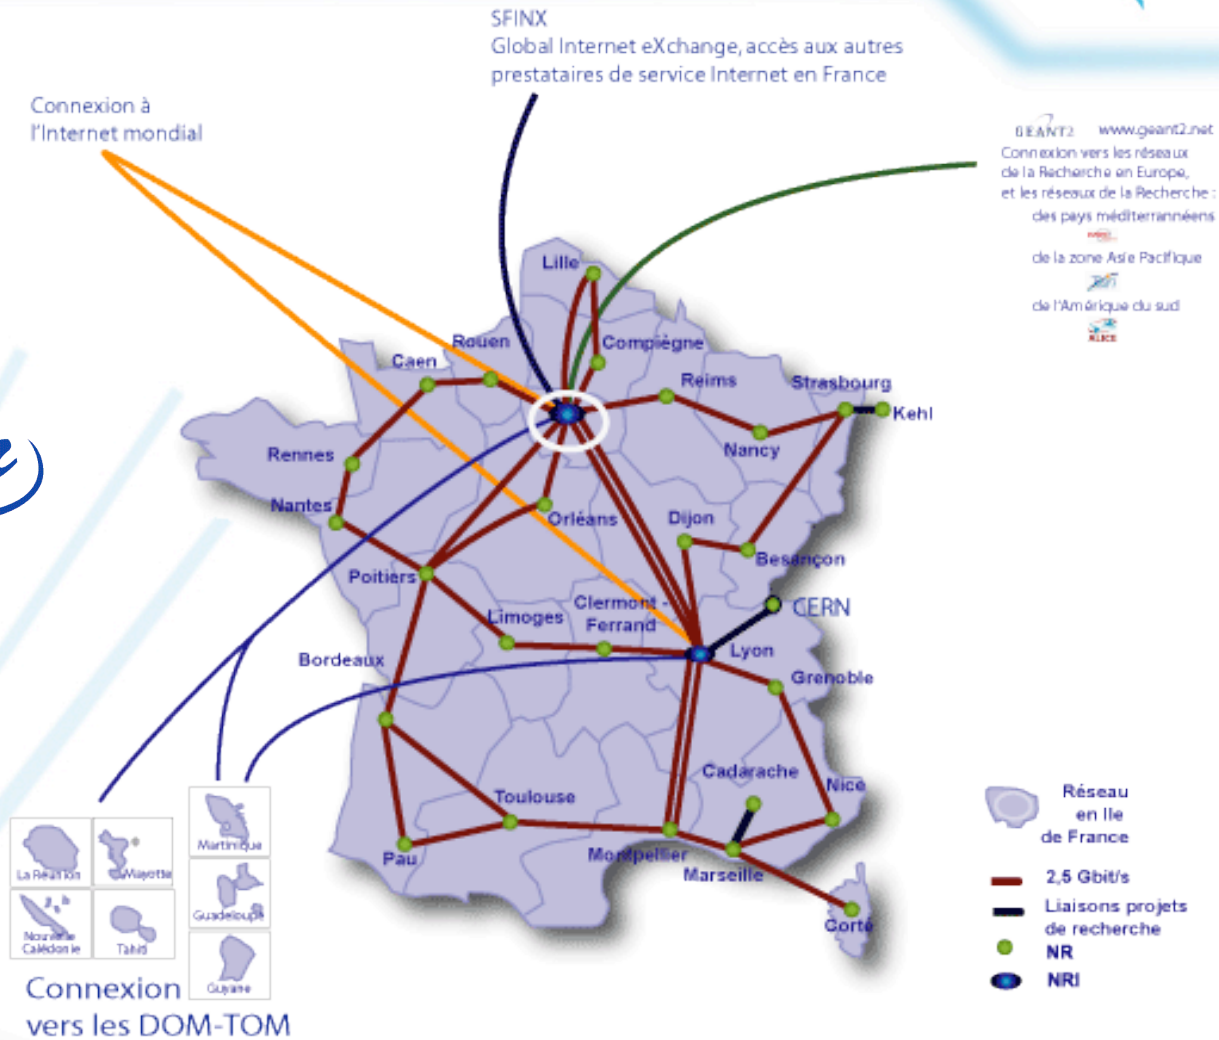 SFINX
Global Internet eXchange, accès aux autres
prestataires de service Internet en France
Connexion à
l'Internet mondial
GEANT2 www.geant2.net
Connexion vers les réseaux
de la Recherche en Europe,
et les réseaux de la Recherche :
des pays méditerrannéens
de la zone Asie Pacifique
de l'Amérique du sud
ALICE
Lille
Rouen
Compiègne
Caen
Reims
Strasbourg
Kehl
Nancy
Rennes
Nantes
Orléans
Dijon
Besançon
Poitiers
Limoges
Clermont -
Ferrand
CERN
Lyon
Bordeaux
Grenoble
Cadarache
Nice
Toulouse
Pau
Montpellier
Marseille
Corté
Martinique
La Réunion
Mayotte
Guadeloupe
Nouvelle
Calédonie
Tahiti
Guyane
Connexion
vers les DOM-TOM
Réseau
en Ile
de France
2,5 Gbit/s
Liaisons projets
de recherche
NR
NRI